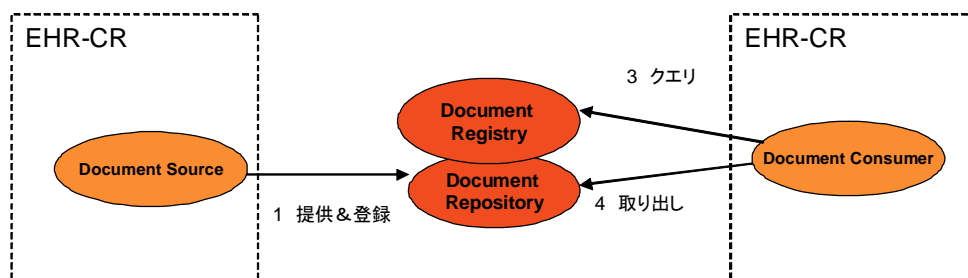 EHR-CR
EHR-CR
3 クエリ
Document
Registry
Document Source
Document Consumer
Document
Repository
1 提供＆登録
4 取り出し